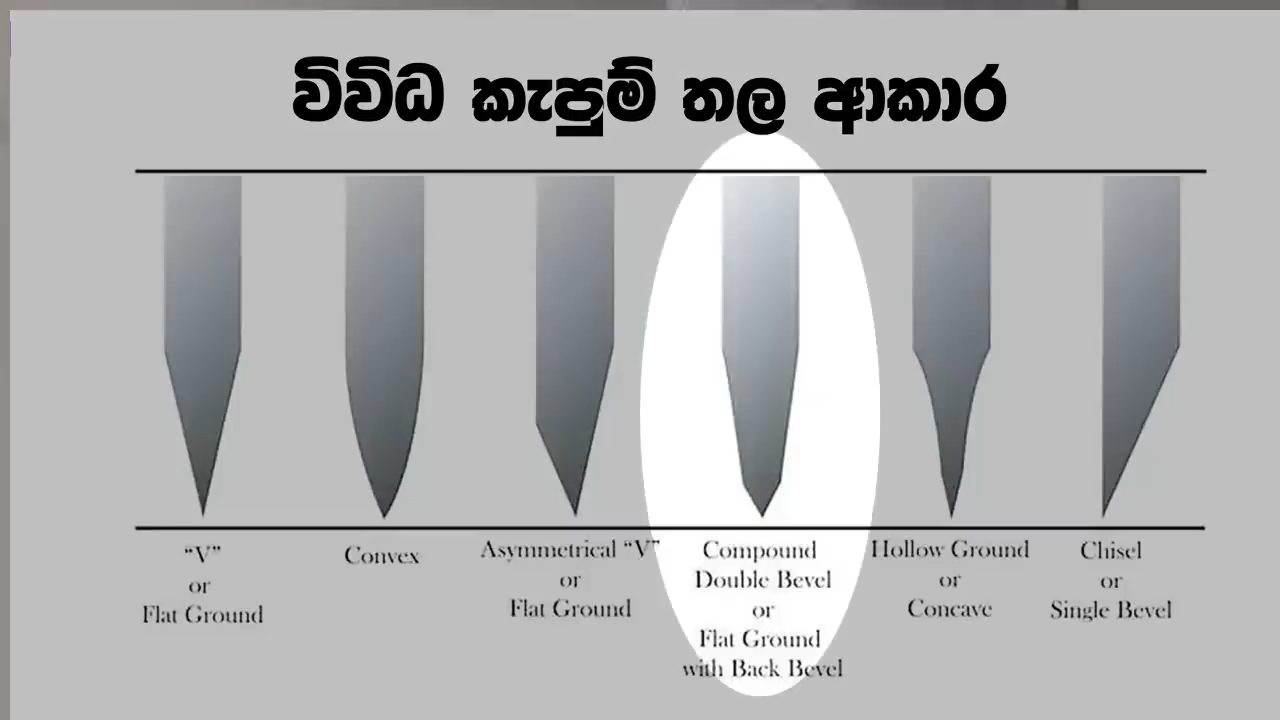 විවිධ කැපුම් තල ආකාර
“V”
or
Flat Ground
Convex
Asymmetrical “V”
or
Flat Ground
Compound
Double Bevel
or
Flat Ground
with Back Bevel
Hollow Ground
or
Concave
Chisel
or
Single Bevel